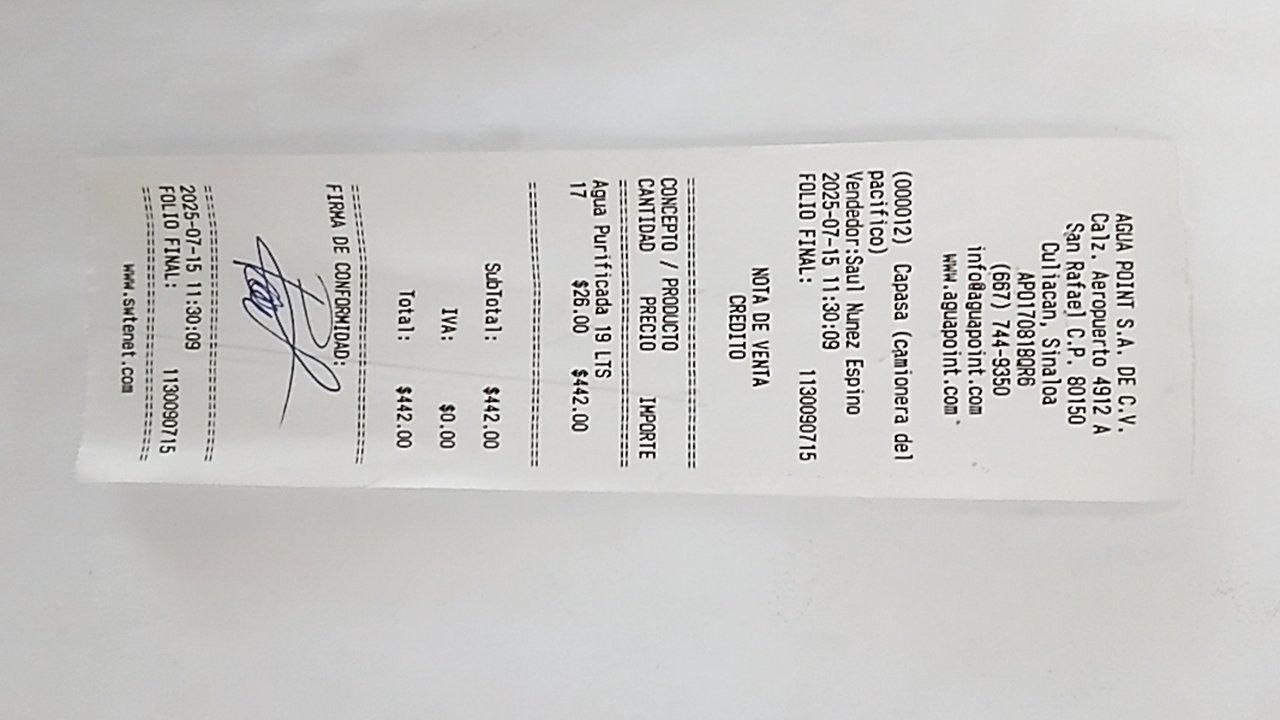 AGUA POINT S.A. DE C.V.
Calz. Aeropuerto 4912 A
San Rafael C.P. 80150
Culiacan, Sinaloa
APO170818QR6
(667) 744-9350
info@aguapoint.com
www.aguapoint.com
(000012) Capasa (camionera del
pacifico)
Vendedor:Saul Nunez Espino
2025-07-15 11:30:09
FOLIO FINAL: 1130090715
NOTA DE VENTA
CREDITO
==============================
CONCEPTO / PRODUCTO
CANTIDAD PRECIO IMPORTE
==============================
Agua Purificada 19 LTS
17 $26.00 $442.00
==============================
SubTotal: $442.00
IVA: $0.00
Total: $442.00
==============================
FIRMA DE CONFORMIDAD:
==============================
2025-07-15 11:30:09
FOLIO FINAL: 1130090715
==============================
www.swtenet.com